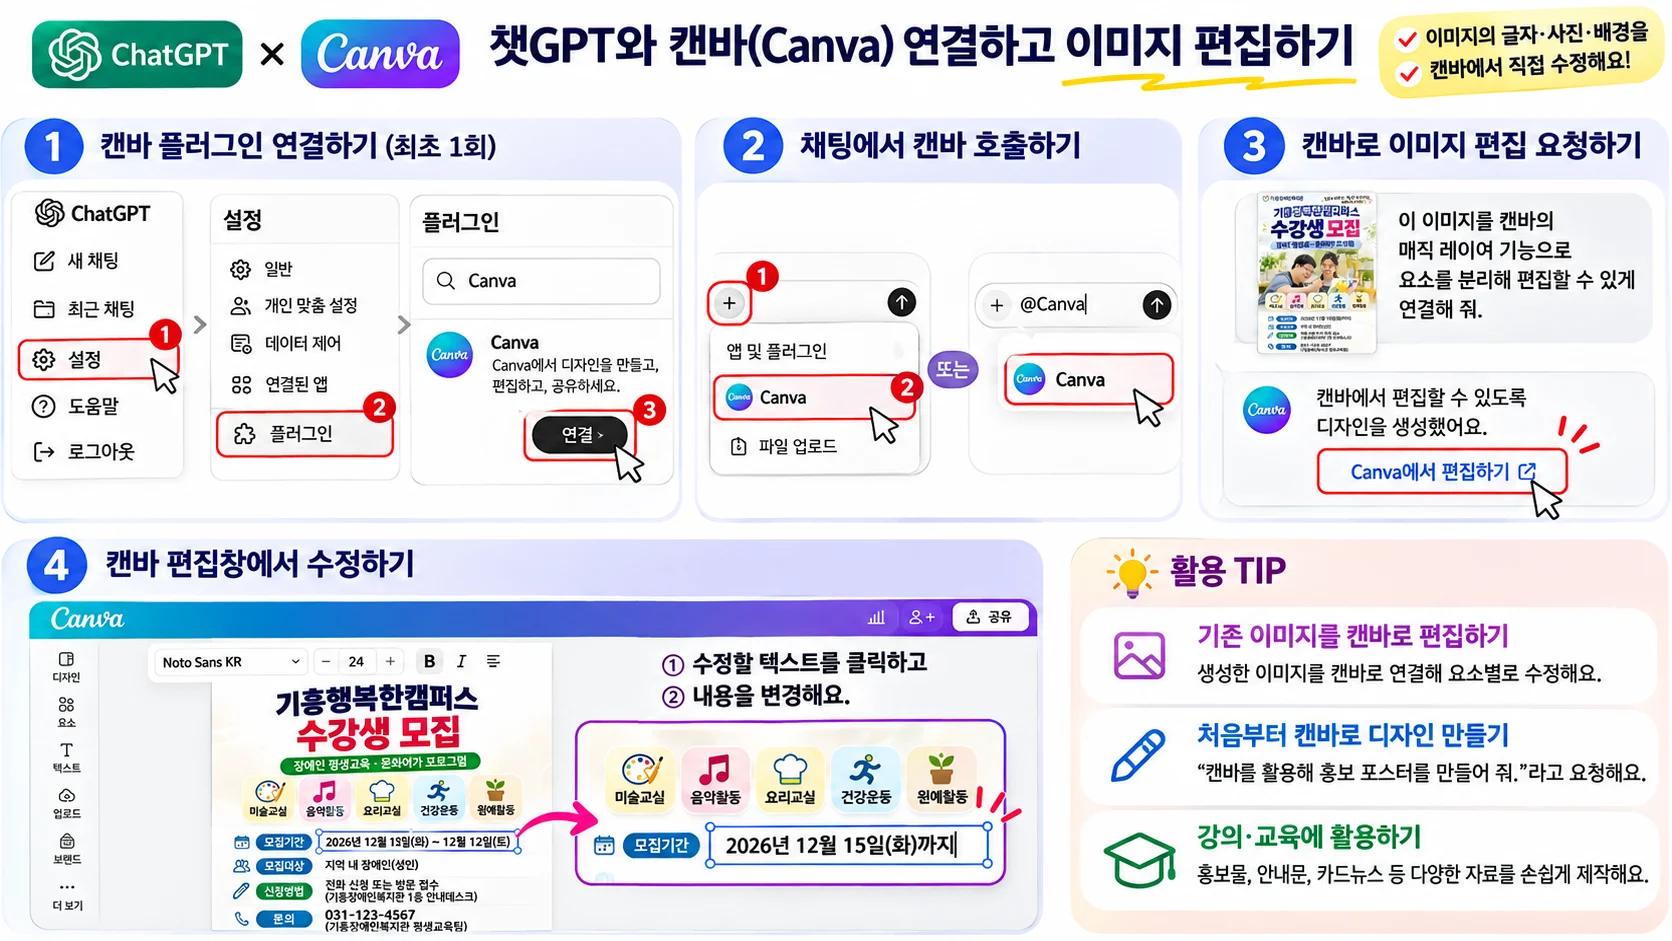 ChatGPT × Canva
챗GPT와 캔바(Canva) 연결하고 이미지 편집하기
이미지의 글자·사진·배경을
캔바에서 직접 수정해요!
1 캔바 플러그인 연결하기 (최초 1회)
ChatGPT
새 채팅
최근 채팅
설정
1
도움말
로그아웃
설정
일반
개인 맞춤 설정
데이터 제어
연결된 앱
플러그인
2
플러그인
Canva
Canva
Canva
Canva에서 디자인을 만들고,
편집하고, 공유하세요.
연결 ›
3
2 채팅에서 캔바 호출하기
1
+
앱 및 플러그인
Canva
Canva
2
파일 업로드
또는
+ @Canva
Canva
Canva
3 캔바로 이미지 편집 요청하기
수강생 모집
이 이미지를 캔바의
매직 레이여 기능으로
요소를 분리해 편집할 수 있게
연결해 줘.
Canva
캔바에서 편집할 수 있도록
디자인을 생성했어요.
Canva에서 편집하기
4 캔바 편집창에서 수정하기
Canva
공유
디자인
요소
텍스트
업로드
브랜드
더 보기
Noto Sans KR
− 24 +
B I
기흥행복한캠퍼스
수강생 모집
장애인 평생교육 · 문화여가 프로그램
미술교실
음악활동
요리교실
건강운동
원예활동
모집기간
~ 12월 12일(토)
모집대상
지역 내 장애인(성인)
전화 신청 또는 방문 접수
(기흥장애인복지관 1층 안내데스크)
문의
031-123-4567
(기흥장애인복지관 평생교육팀)
① 수정할 텍스트를 클릭하고
② 내용을 변경해요.
미술교실
음악활동
요리교실
건강운동
원예활동
모집기간
2026년 12월 15일(화)까지
활용 TIP
기존 이미지를 캔바로 편집하기
생성한 이미지를 캔바로 연결해 요소별로 수정해요.
처음부터 캔바로 디자인 만들기
“캔바를 활용해 홍보 포스터를 만들어 줘.”라고 요청해요.
강의·교육에 활용하기
홍보물, 안내문, 카드뉴스 등 다양한 자료를 손쉽게 제작해요.